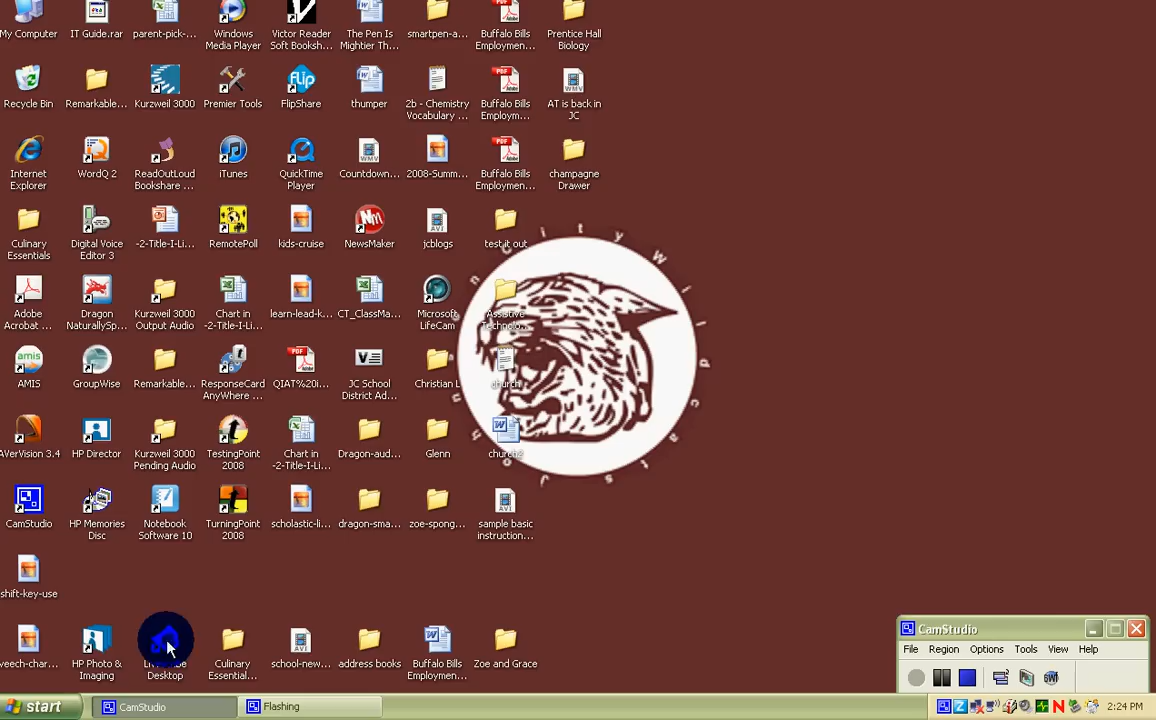 My Computer
IT Guide.rar
parent-pick-...
Windows
Media Player
Victor Reader
Soft Booksh...
The Pen Is
Mightier Th...
smartpen-a...
Buffalo Bills
Employmen...
Prentice Hall
Biology
Recycle Bin
Remarkable...
Kurzweil 3000
Premier Tools
FlipShare
thumper
2b - Chemistry
Vocabulary ...
Buffalo Bills
Employm...
AT is back in
JC
Internet
Explorer
WordQ 2
ReadOutLoud
Bookshare ...
iTunes
QuickTime
Player
Countdown...
2008-Summ...
Buffalo Bills
Employmen...
champagne
Drawer
Culinary
Essentials
Digital Voice
Editor 3
-2-Title-I-Li...
RemotePoll
kids-cruise
NewsMaker
jcblogs
test it out
Adobe
Acrobat ...
Dragon
NaturallySp...
Kurzweil 3000
Output Audio
Chart in
-2-Title-I-Li...
learn-lead-k...
CT_ClassMa...
Microsoft
LifeCam
Assistive
Technolo...
AMIS
GroupWise
Remarkable...
ResponseCard
AnyWhere ...
QIAT%20i...
JC School
District Ad...
Christian L
church
AVerVision 3.4
HP Director
Kurzweil 3000
Pending Audio
TestingPoint
2008
Chart in
-2-Title-I-Li...
Dragon-aud...
Glenn
church2
CamStudio
HP Memories
Disc
Notebook
Software 10
TurningPoint
2008
scholastic-li...
dragon-sma...
zoe-spong...
sample basic
instruction...
shift-key-use
veech-char...
HP Photo &
Imaging
Desktop
Culinary
Essential...
school-new...
address books
Buffalo Bills
Employmen...
Zoe and Grace
CamStudio
File Region Options Tools View Help
start
CamStudio
Flashing
2:24 PM